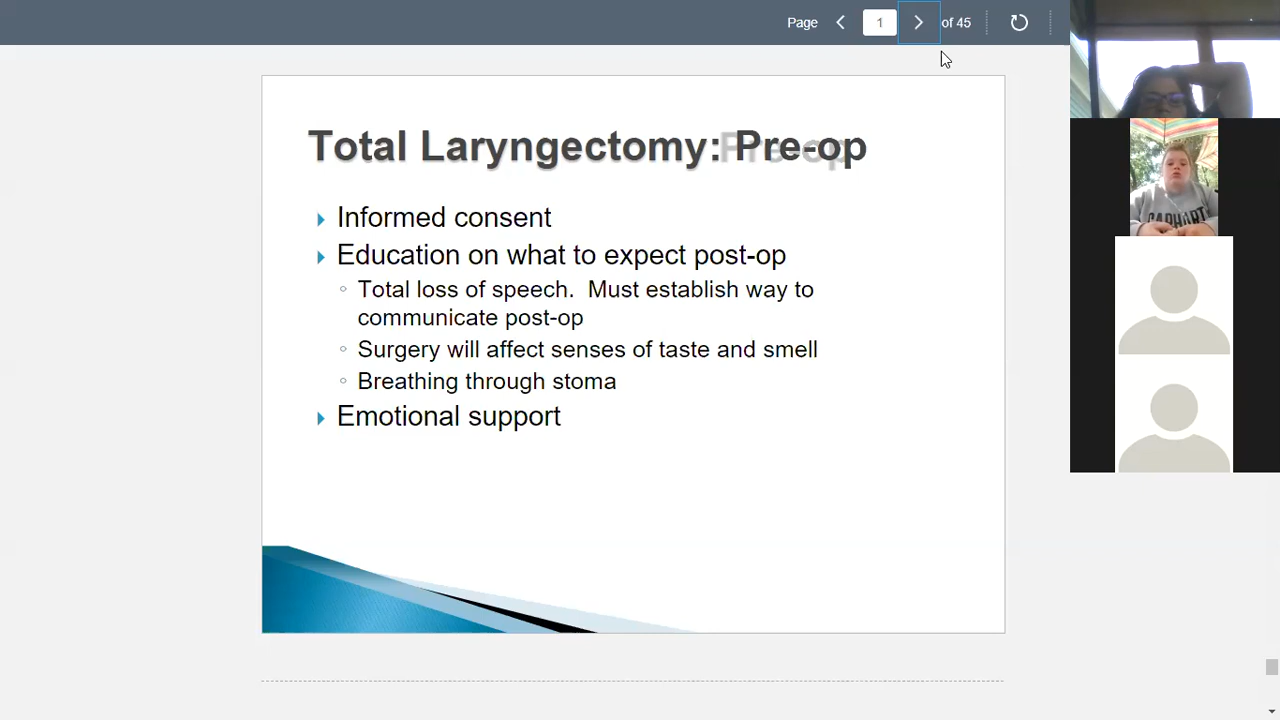 Page 1 of 45
Total Laryngectomy: Pre-op
Informed consent
Education on what to expect post-op
Total loss of speech. Must establish way to
communicate post-op
Surgery will affect senses of taste and smell
Breathing through stoma
Emotional support
CARHARTT